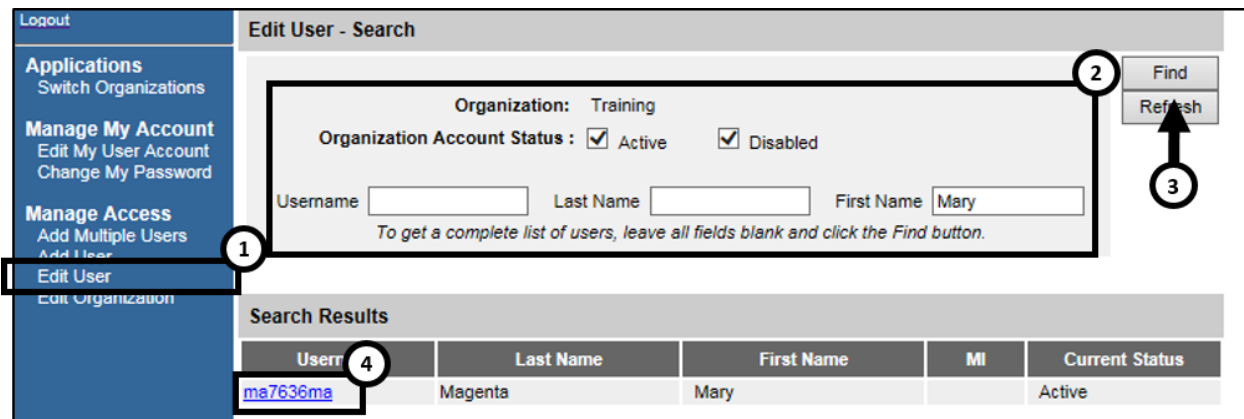 Logout
Edit User - Search
Applications
Switch Organizations
Manage My Account
Edit My User Account
Change My Password
Manage Access
Add Multiple Users
Add User
Edit User
Edit Organization
1
2
Find
Refresh
3
Organization: Training
Organization Account Status : Active Disabled
Username Last Name First Name Mary
To get a complete list of users, leave all fields blank and click the Find button.
Search Results
4
Last Name First Name MI Current Status
ma7636ma Magenta Mary Active